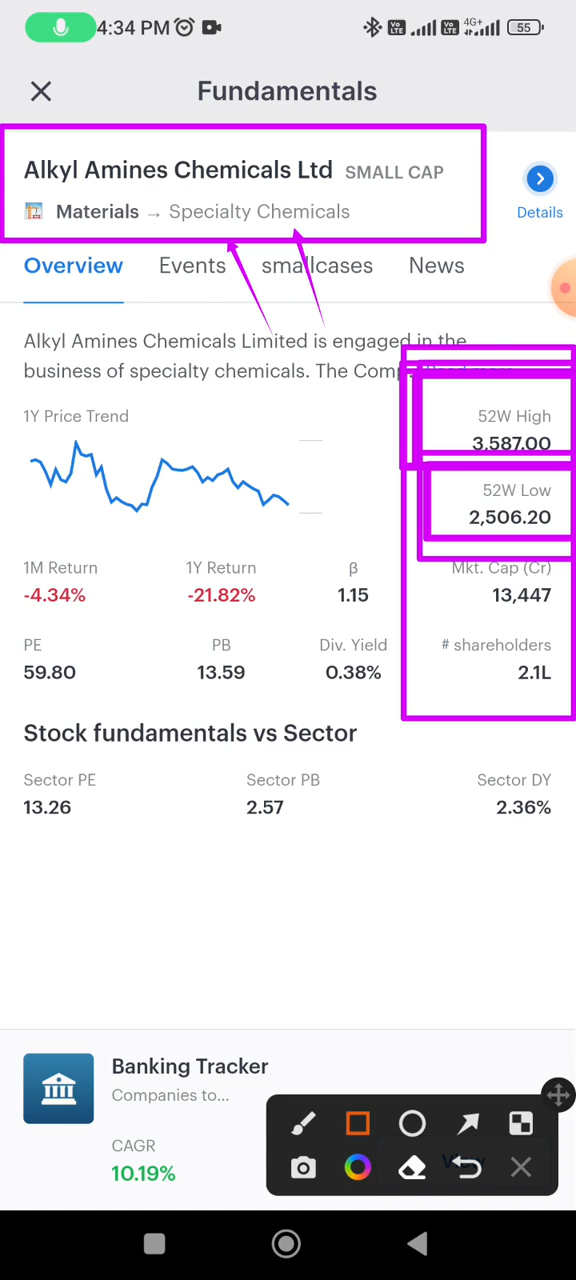 4:34 PM
Vo LTE
Vo LTE
4G+
55
Fundamentals
Alkyl Amines Chemicals Ltd SMALL CAP
Materials → Specialty Chemicals
Details
Overview Events smallcases News
Alkyl Amines Chemicals Limited is engaged in the
business of specialty chemicals. The
1Y Price Trend
52W High
3,587.00
52W Low
2,506.20
1M Return 1Y Return β Mkt. Cap (Cr)
-4.34% -21.82% 1.15 13,447
PE PB Div. Yield # shareholders
59.80 13.59 0.38% 2.1L
Stock fundamentals vs Sector
Sector PE Sector PB Sector DY
13.26 2.57 2.36%
Banking Tracker
Companies to...
CAGR
10.19%